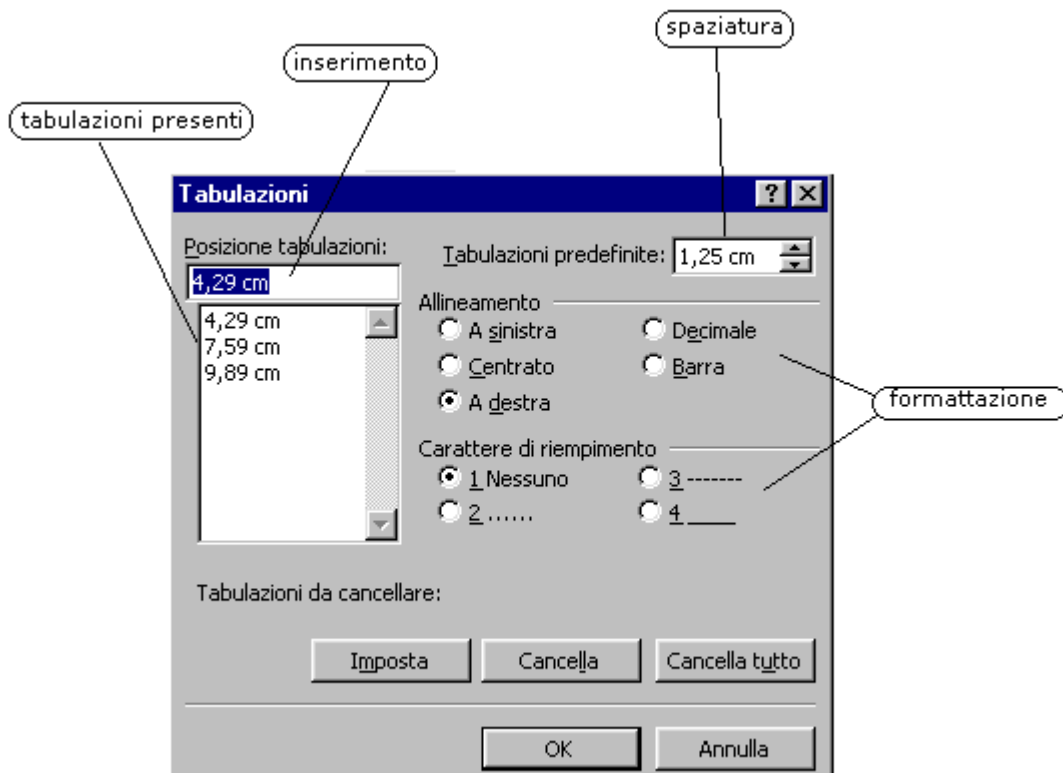 spaziatura
inserimento
tabulazioni presenti
Tabulazioni
Posizione tabulazioni:
Tabulazioni predefinite: 1,25 cm
4,29 cm
4,29 cm
7,59 cm
9,89 cm
Allineamento
A sinistra
Decimale
Centrato
Barra
A destra
formattazione
Carattere di riempimento
1 Nessuno
3 -------
2 ......
4 ____
Tabulazioni da cancellare:
Imposta
Cancella
Cancella tutto
OK
Annulla